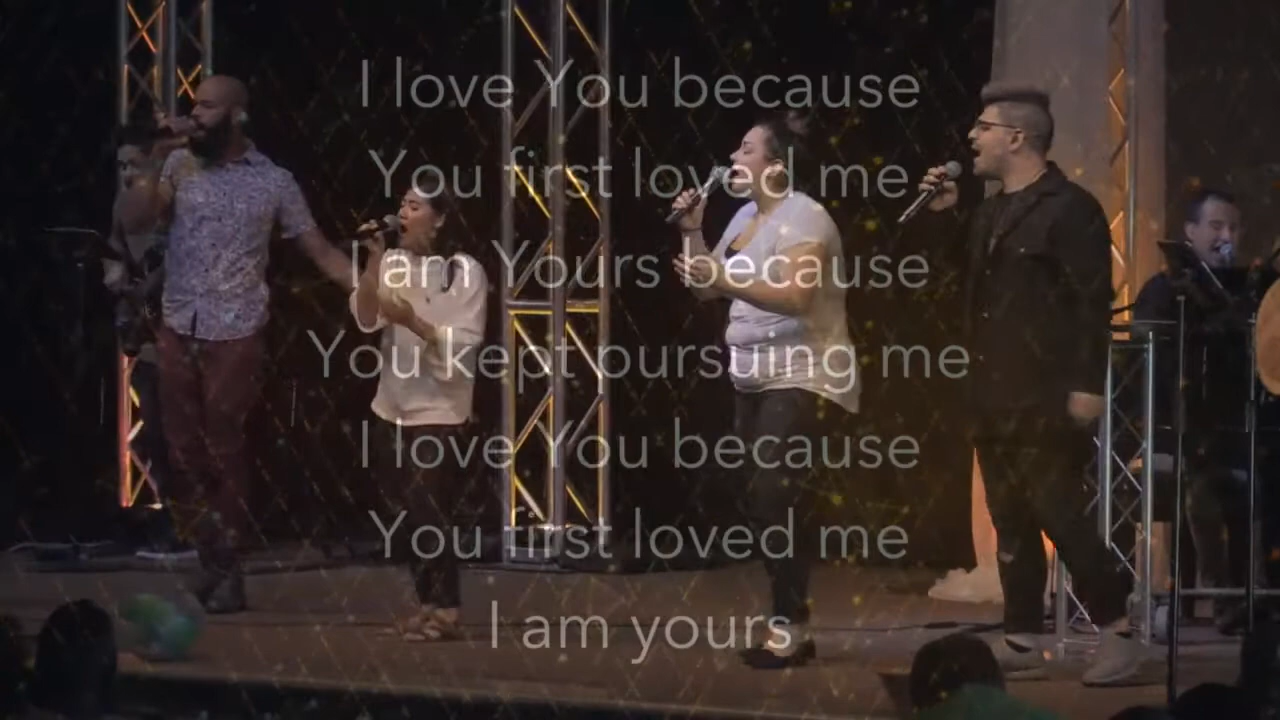 I love You because
You first loved me
I am Yours because
You kept pursuing me
I love You because
You first loved me
I am yours